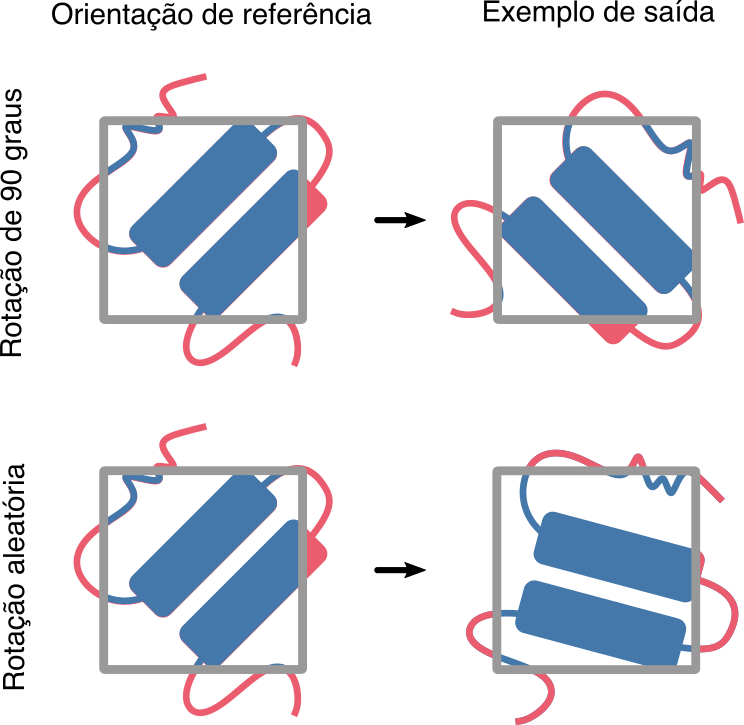 Orientação de referência
Exemplo de saída
Rotação de 90 graus
Rotação aleatória